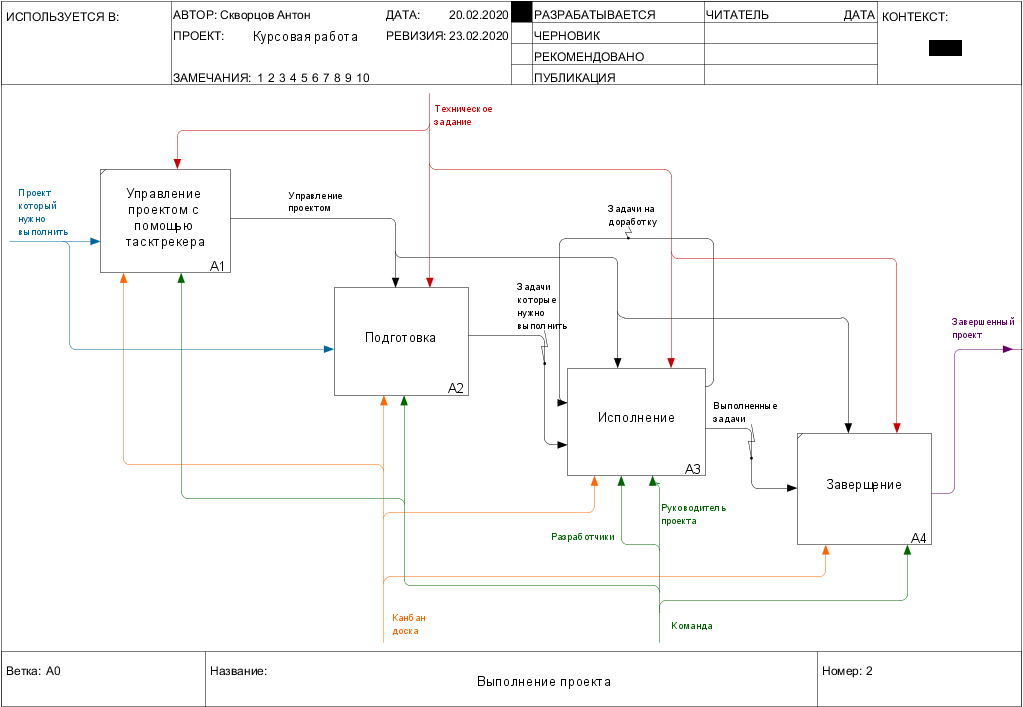 ИСПОЛЬЗУЕТСЯ В:
АВТОР: Скворцов Антон
ДАТА: 20.02.2020
ПРОЕКТ: Курсовая работа
РЕВИЗИЯ: 23.02.2020
ЗАМЕЧАНИЯ: 1 2 3 4 5 6 7 8 9 10
РАЗРАБАТЫВАЕТСЯ
ЧЕРНОВИК
РЕКОМЕНДОВАНО
ПУБЛИКАЦИЯ
ЧИТАТЕЛЬ
ДАТА
КОНТЕКСТ:
Техническое
задание
Проект
который
нужно
выполнить
Управление
проектом с
помощью
тасктрекера
A1
Управление
проектом
Задачи на
доработку
Задачи
которые
нужно
выполнить
Подготовка
A2
Завершенный
проект
Исполнение
A3
Выполненные
задачи
Завершение
A4
Руководитель
проекта
Разработчики
Канбан
доска
Команда
Ветка: A0
Название:
Выполнение проекта
Номер: 2